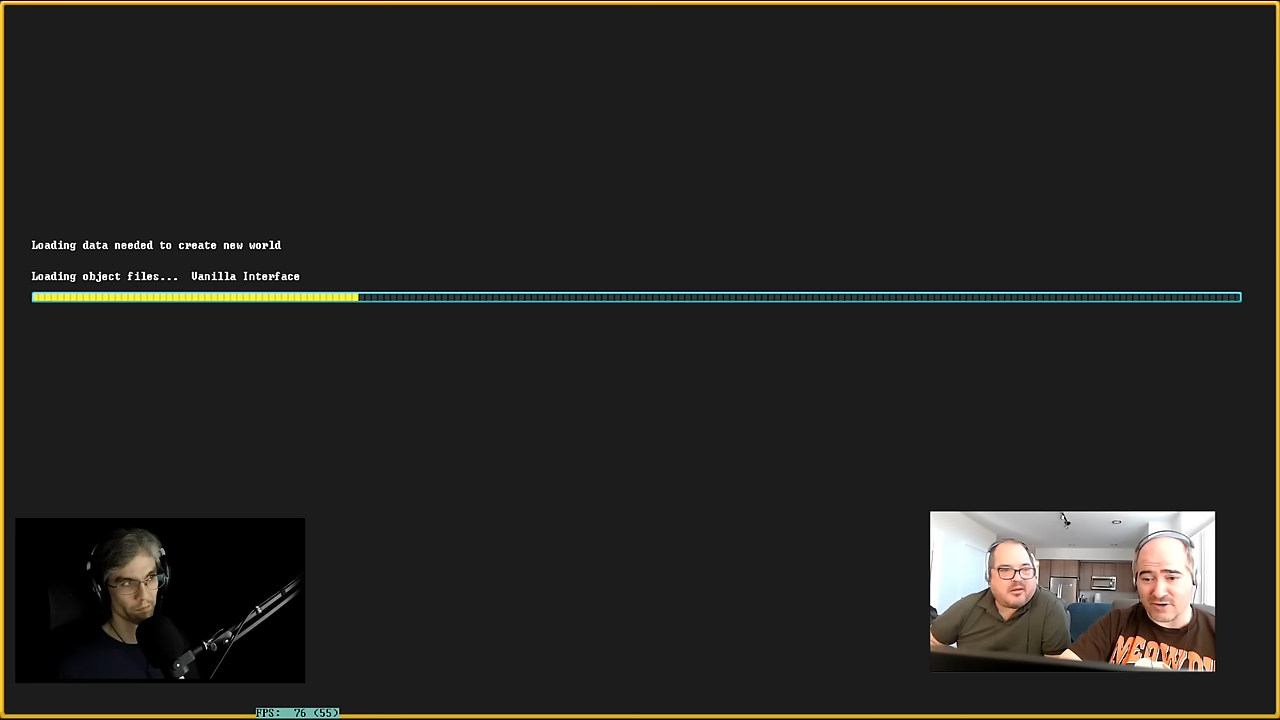 Loading data needed to create new world
Loading object files... Vanilla Interface
FPS: 76 (55)